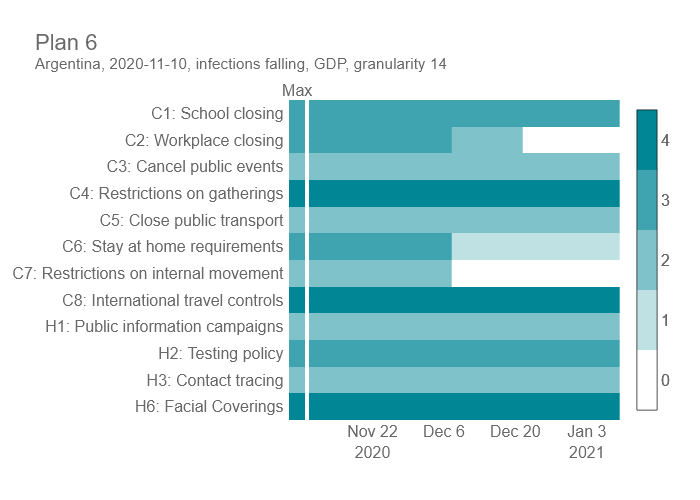 Plan 6
Argentina, 2020-11-10, infections falling, GDP, granularity 14
Max
C1: School closing
C2: Workplace closing
C3: Cancel public events
C4: Restrictions on gatherings
C5: Close public transport
C6: Stay at home requirements
C7: Restrictions on internal movement
C8: International travel controls
H1: Public information campaigns
H2: Testing policy
H3: Contact tracing
H6: Facial Coverings
4
3
2
1
0
Nov 22 Dec 6 Dec 20 Jan 3
2020 2021